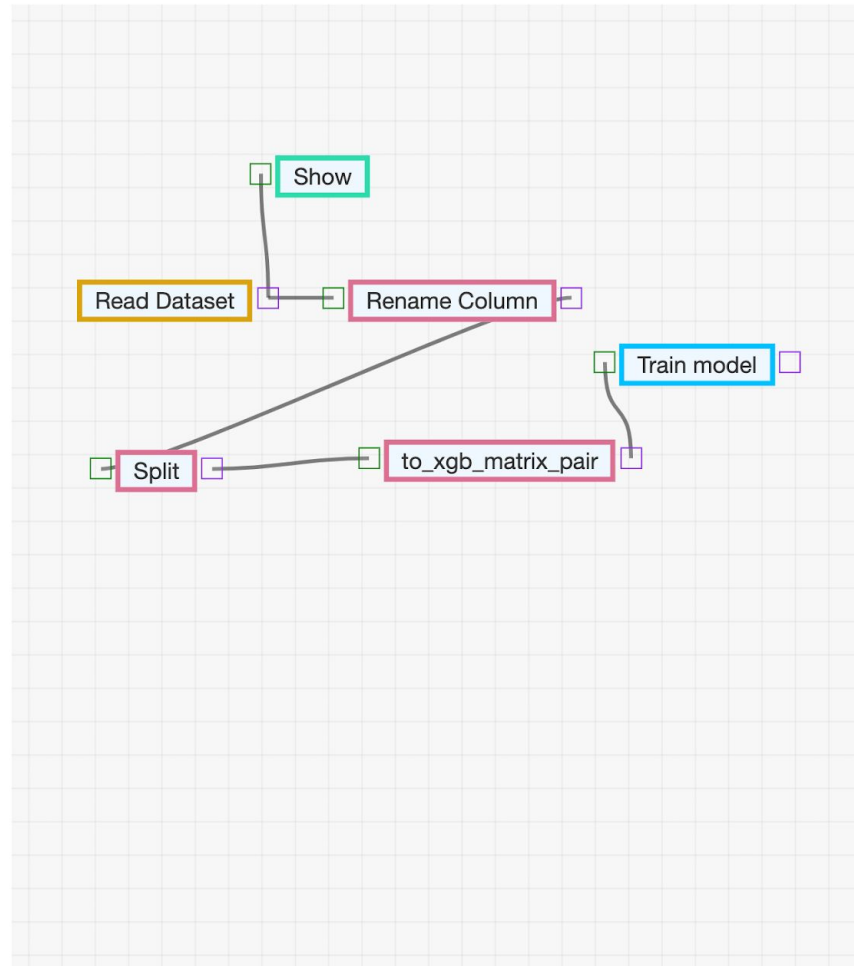 Show
Read Dataset
Rename Column
Train model
Split
to_xgb_matrix_pair